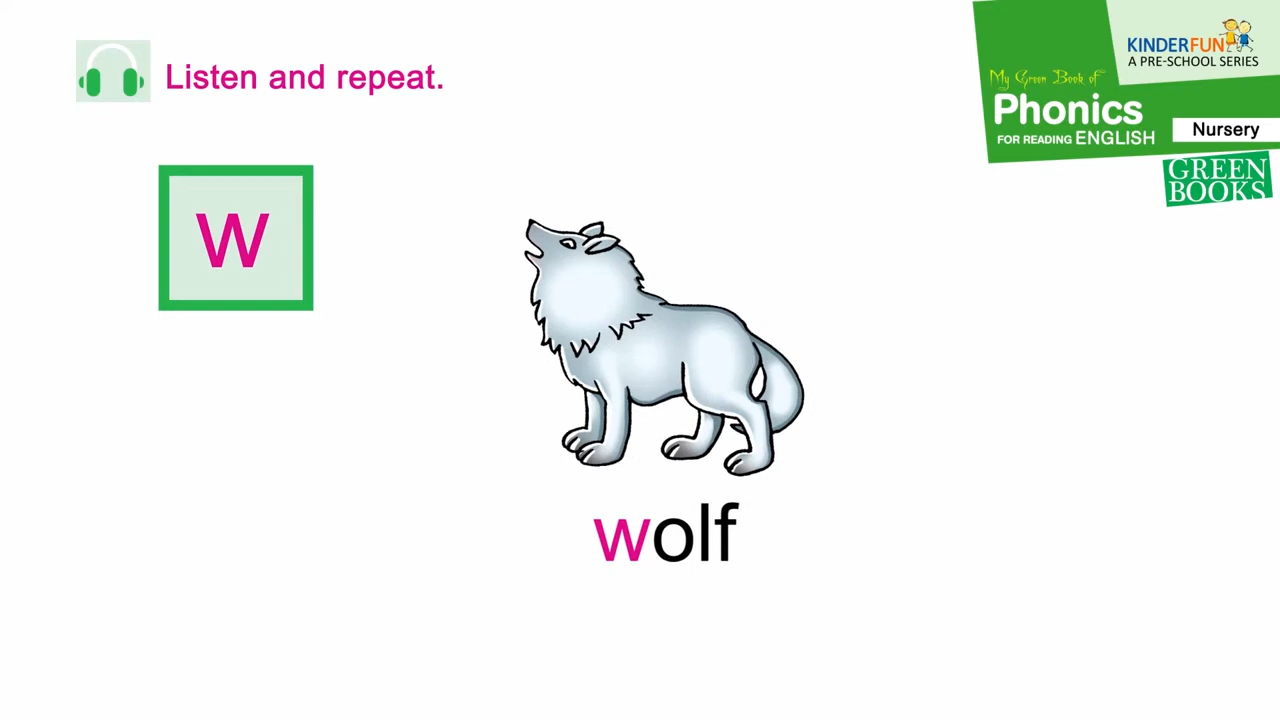 Listen and repeat.
KINDERFUN
A PRE-SCHOOL SERIES
My Green Book of
Phonics
FOR READING ENGLISH
Nursery
GREEN
BOOKS
w
wolf